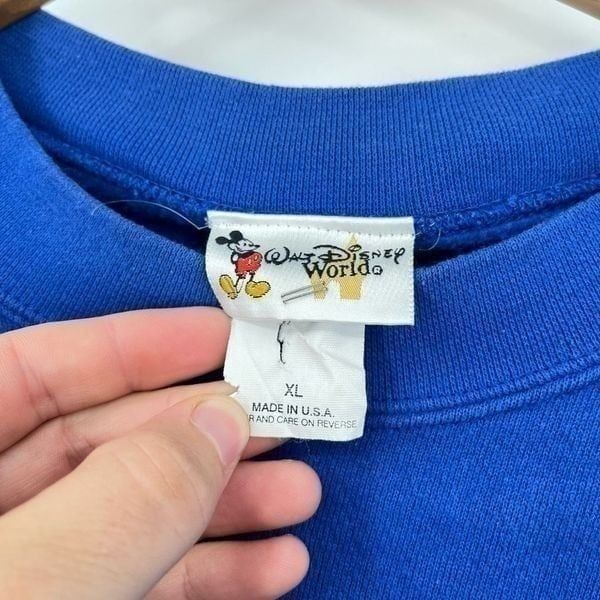 WALT DISNEY
World®
XL
MADE IN U.S.A.
R AND CARE ON REVERSE